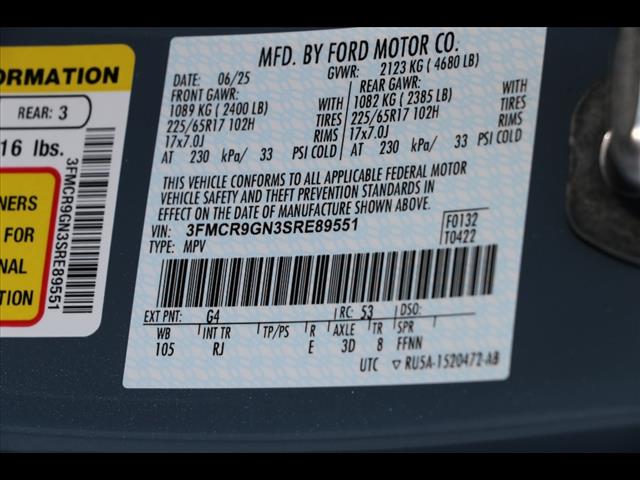 ORMATION
REAR: 3
16 lbs.
NERS
FOR
NAL
N
3FMCR9GN3SRE89551
MFD. BY FORD MOTOR CO.
DATE: 06/25 GVWR: 2123 KG (4680 LB)
FRONT GAWR: REAR GAWR:
1089 KG (2400 LB) WITH 1082 KG (2385 LB) WITH
225/65R17 102H TIRES 225/65R17 102H TIRES
17x7.0J RIMS 17x7.0J RIMS
AT 230 kPa/ 33 PSI COLD AT 230 kPa/ 33 PSI COLD
THIS VEHICLE CONFORMS TO ALL APPLICABLE FEDERAL MOTOR
VEHICLE SAFETY AND THEFT PREVENTION STANDARDS IN
EFFECT ON THE DATE OF MANUFACTURE SHOWN ABOVE.
VIN: 3FMCR9GN3SRE89551 F0132
TYPE: MPV T0422
EXT PNT: G4 RC: 53 DSO:
WB INT TR TP/PS R AXLE TR SPR
105 RJ E 3D 8 FFNN
UTC RU5A-1520472-AB